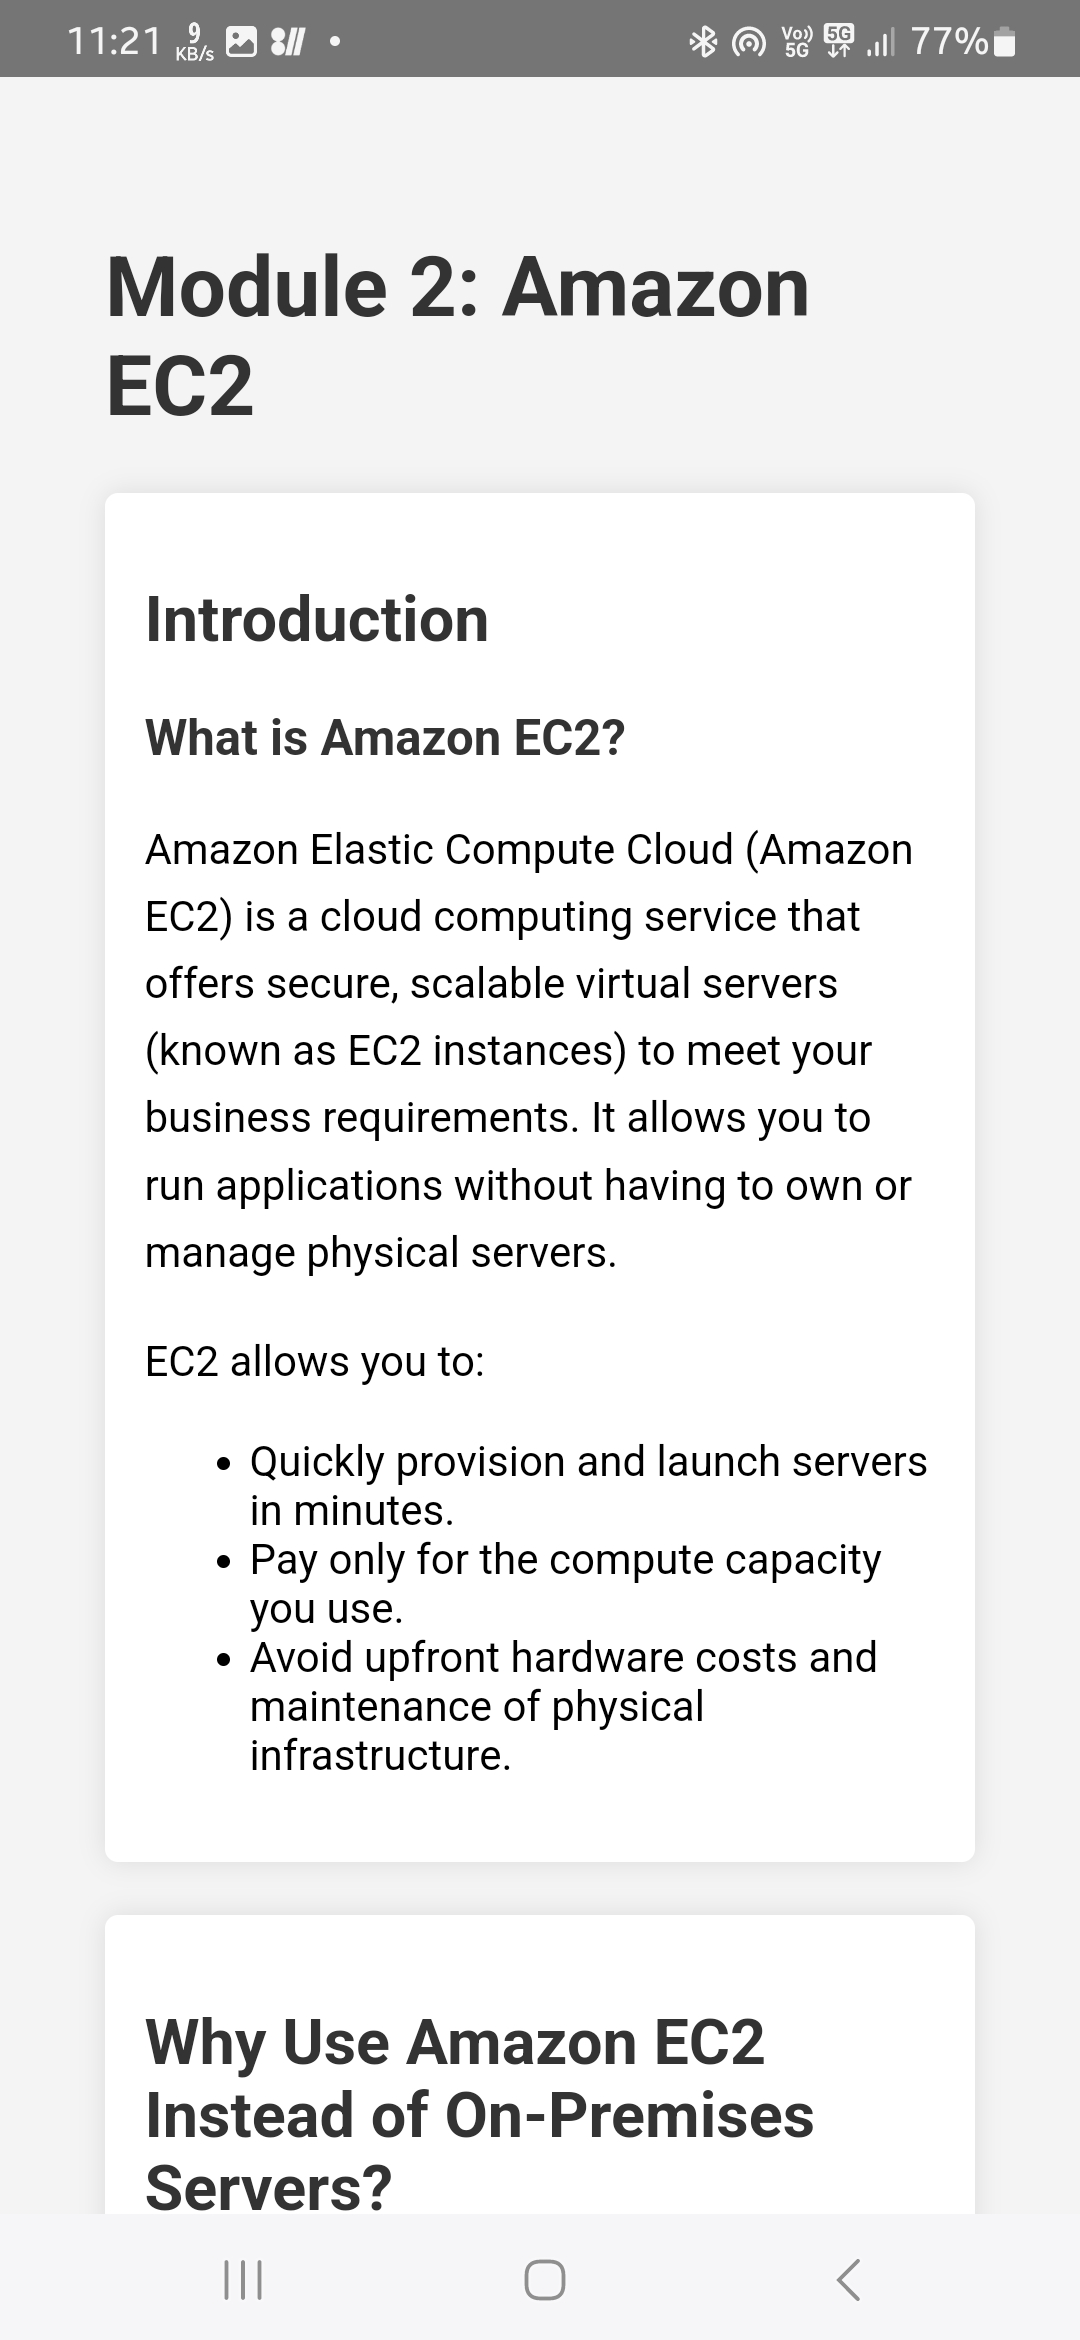 11:21 9 KB/s Vo)) 5G 5G 77%
Module 2: Amazon
EC2
Introduction
What is Amazon EC2?
Amazon Elastic Compute Cloud (Amazon
EC2) is a cloud computing service that
offers secure, scalable virtual servers
(known as EC2 instances) to meet your
business requirements. It allows you to
run applications without having to own or
manage physical servers.
EC2 allows you to:
• Quickly provision and launch servers
in minutes.
• Pay only for the compute capacity
you use.
• Avoid upfront hardware costs and
maintenance of physical
infrastructure.
Why Use Amazon EC2
Instead of On-Premises
Servers?